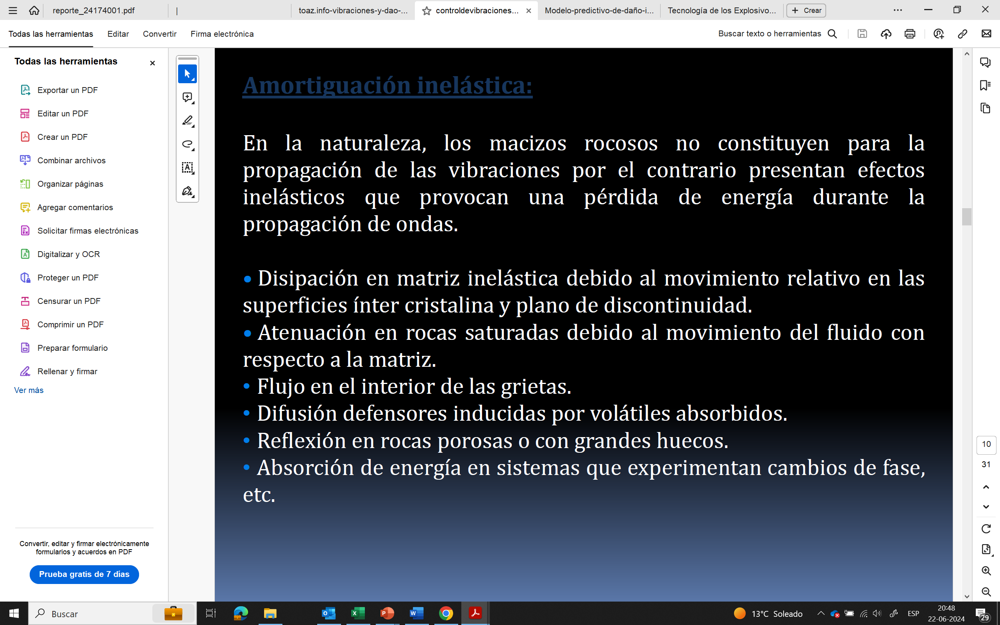 reporte_24174001.pdf
toaz.info-vibraciones-y-dao-...
controldevibraciones...
Modelo-predictivo-de-daño-i...
Tecnología de los Explosivo...
Crear
Todas las herramientas
Editar
Convertir
Firma electrónica
Buscar texto o herramientas
Todas las herramientas
Exportar un PDF
Editar un PDF
Crear un PDF
Combinar archivos
Organizar páginas
Agregar comentarios
Solicitar firmas electrónicas
Digitalizar y OCR
Proteger un PDF
Censurar un PDF
Comprimir un PDF
Preparar formulario
Rellenar y firmar
Ver más
Convertir, editar y firmar electrónicamente
formularios y acuerdos en PDF
Prueba gratis de 7 días
Amortiguación inelástica:
En la naturaleza, los macizos rocosos no constituyen para la
propagación de las vibraciones por el contrario presentan efectos
inelásticos que provocan una pérdida de energía durante la
propagación de ondas.
• Disipación en matriz inelástica debido al movimiento relativo en las
superficies ínter cristalina y plano de discontinuidad.
• Atenuación en rocas saturadas debido al movimiento del fluido con
respecto a la matriz.
• Flujo en el interior de las grietas.
• Difusión defensores inducidas por volátiles absorbidos.
• Reflexión en rocas porosas o con grandes huecos.
• Absorción de energía en sistemas que experimentan cambios de fase,
etc.
10
31
Buscar
13°C Soleado
ESP
20:48
22-06-2024
29